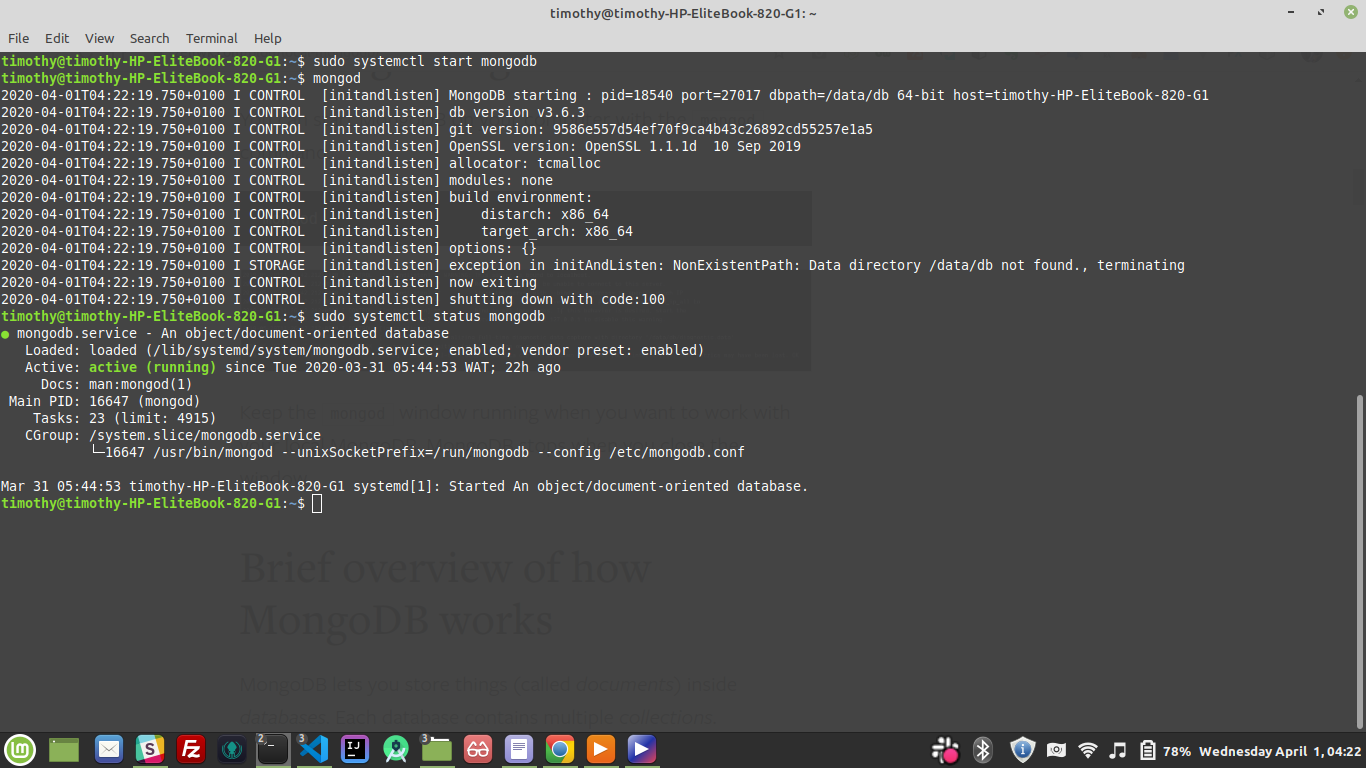 timothy@timothy-HP-EliteBook-820-G1: ~
File Edit View Search Terminal Help
timothy@timothy-HP-EliteBook-820-G1:~$ sudo systemctl start mongodb
timothy@timothy-HP-EliteBook-820-G1:~$ mongod
2020-04-01T04:22:19.750+0100 I CONTROL  [initandlisten] MongoDB starting : pid=18540 port=27017 dbpath=/data/db 64-bit host=timothy-HP-EliteBook-820-G1
2020-04-01T04:22:19.750+0100 I CONTROL  [initandlisten] db version v3.6.3
2020-04-01T04:22:19.750+0100 I CONTROL  [initandlisten] git version: 9586e557d54ef70f9ca4b43c26892cd55257e1a5
2020-04-01T04:22:19.750+0100 I CONTROL  [initandlisten] OpenSSL version: OpenSSL 1.1.1d  10 Sep 2019
2020-04-01T04:22:19.750+0100 I CONTROL  [initandlisten] allocator: tcmalloc
2020-04-01T04:22:19.750+0100 I CONTROL  [initandlisten] modules: none
2020-04-01T04:22:19.750+0100 I CONTROL  [initandlisten] build environment:
2020-04-01T04:22:19.750+0100 I CONTROL  [initandlisten]     distarch: x86_64
2020-04-01T04:22:19.750+0100 I CONTROL  [initandlisten]     target_arch: x86_64
2020-04-01T04:22:19.750+0100 I CONTROL  [initandlisten] options: {}
2020-04-01T04:22:19.750+0100 I STORAGE  [initandlisten] exception in initAndListen: NonExistentPath: Data directory /data/db not found., terminating
2020-04-01T04:22:19.750+0100 I CONTROL  [initandlisten] now exiting
2020-04-01T04:22:19.750+0100 I CONTROL  [initandlisten] shutting down with code:100
timothy@timothy-HP-EliteBook-820-G1:~$ sudo systemctl status mongodb
● mongodb.service - An object/document-oriented database
Loaded: loaded (/lib/systemd/system/mongodb.service; enabled; vendor preset: enabled)
Active: active (running) since Tue 2020-03-31 05:44:53 WAT; 22h ago
Docs: man:mongod(1)
Main PID: 16647 (mongod)
Tasks: 23 (limit: 4915)
CGroup: /system.slice/mongodb.service
└─16647 /usr/bin/mongod --unixSocketPrefix=/run/mongodb --config /etc/mongodb.conf
Mar 31 05:44:53 timothy-HP-EliteBook-820-G1 systemd[1]: Started An object/document-oriented database.
timothy@timothy-HP-EliteBook-820-G1:~$
Keep the mongod window running when you want to work with
Brief overview of how
MongoDB works
MongoDB lets you store things (called documents) inside
databases. Each database contains multiple collections
2 3 IJ 3
78% Wednesday April 1, 04:22